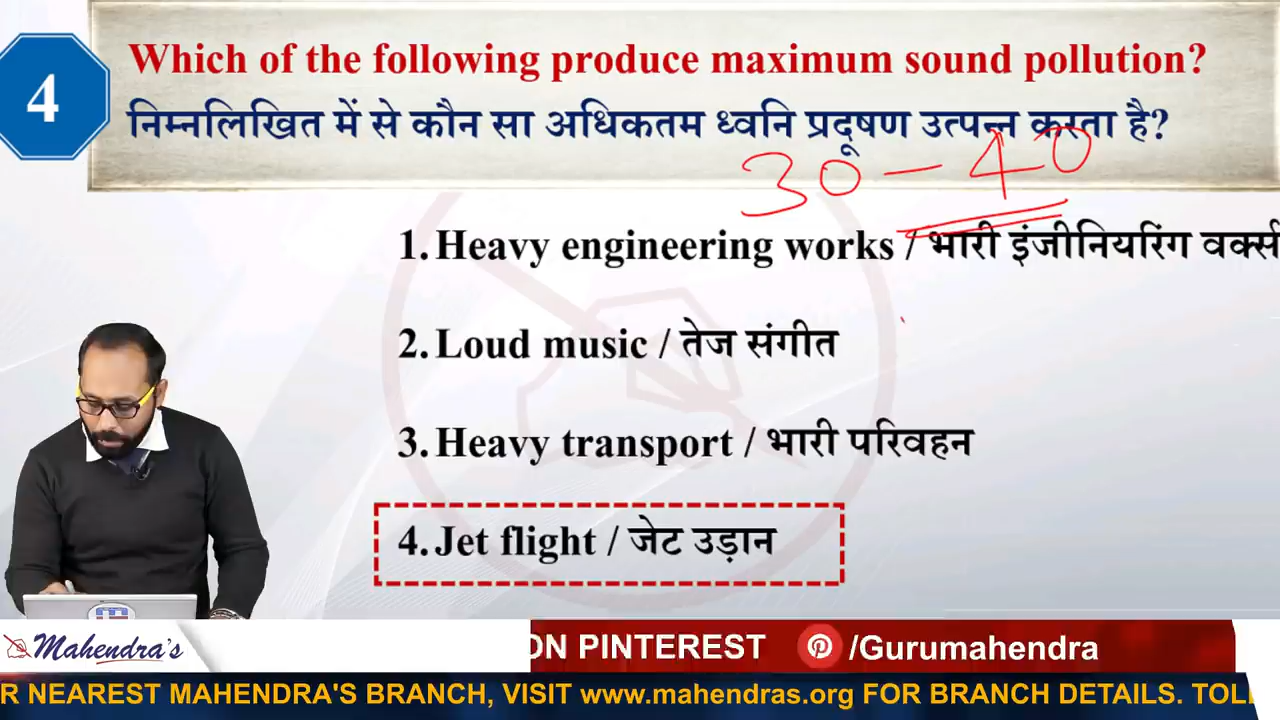 4
Which of the following produce maximum sound pollution?
निम्नलिखित में से कौन सा अधिकतम ध्वनि प्रदूषण उत्पन्न करता है?
30 - 40
1. Heavy engineering works / भारी इंजीनियरिंग वर्क्स
2. Loud music / तेज संगीत
3. Heavy transport / भारी परिवहन
4. Jet flight / जेट उड़ान
Mahendra's
ON PINTEREST /Gurumahendra
R NEAREST MAHENDRA'S BRANCH, VISIT www.mahendras.org FOR BRANCH DETAILS. TOLL